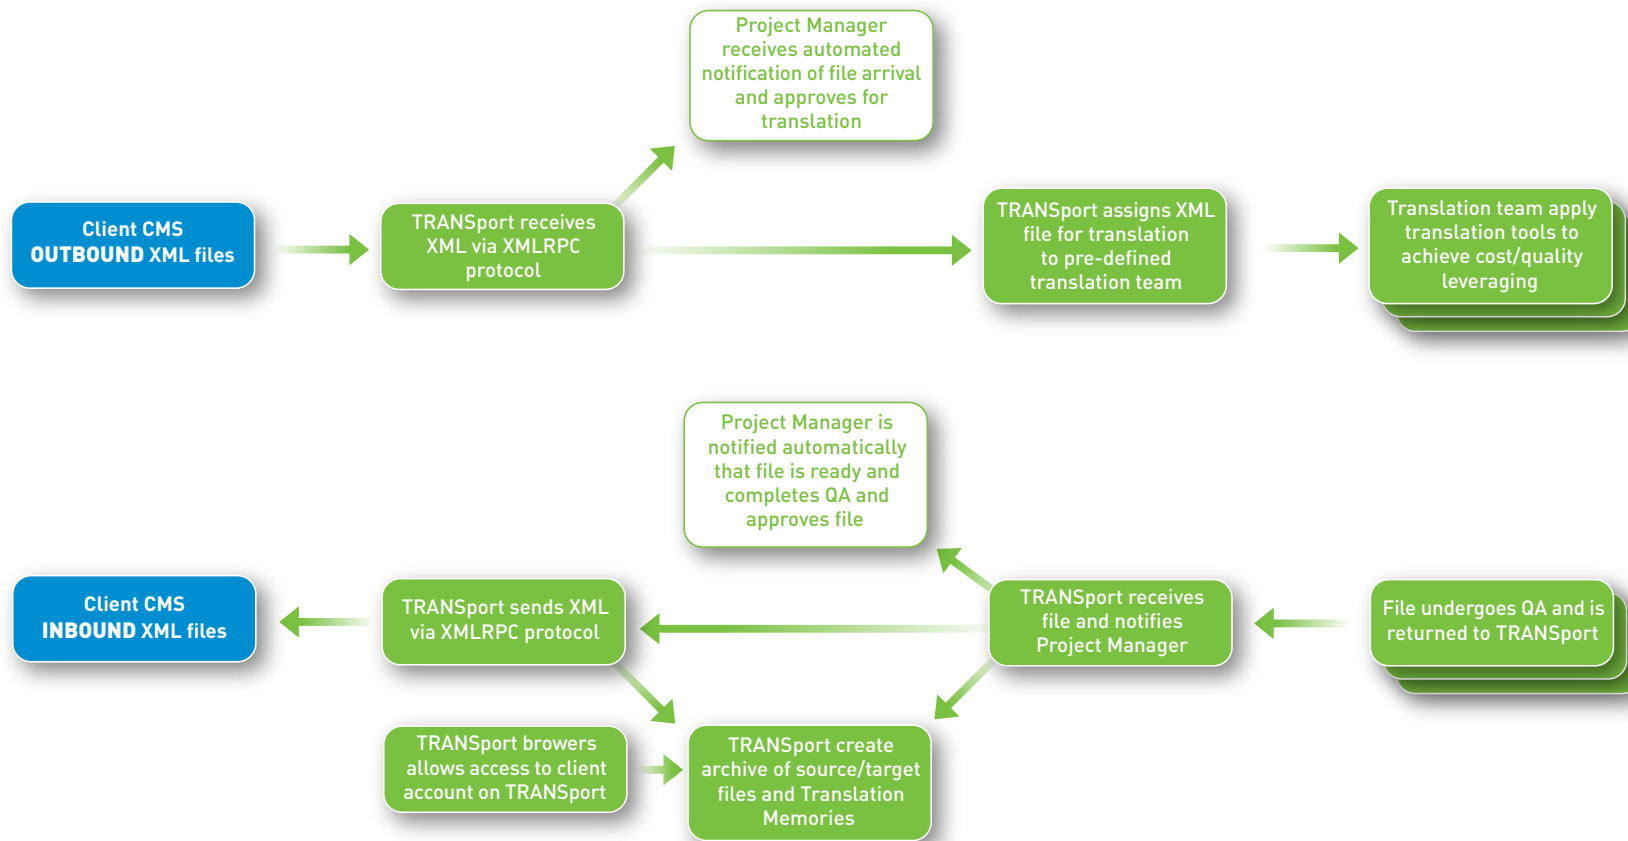 Project Manager
receives automated
notification of file arrival
and approves for
translation
Client CMS
OUTBOUND XML files
TRANSport receives
XML via XMLRPC
protocol
TRANSport assigns XML
file for translation
to pre-defined
translation team
Translation team apply
translation tools to
achieve cost/quality
leveraging
Project Manager is
notified automatically
that file is ready and
completes QA and
approves file
Client CMS
INBOUND XML files
TRANSport sends XML
via XMLRPC protocol
TRANSport receives
file and notifies
Project Manager
File undergoes QA and is
returned to TRANSport
TRANSport browers
allows access to client
account on TRANSport
TRANSport create
archive of source/target
files and Translation
Memories